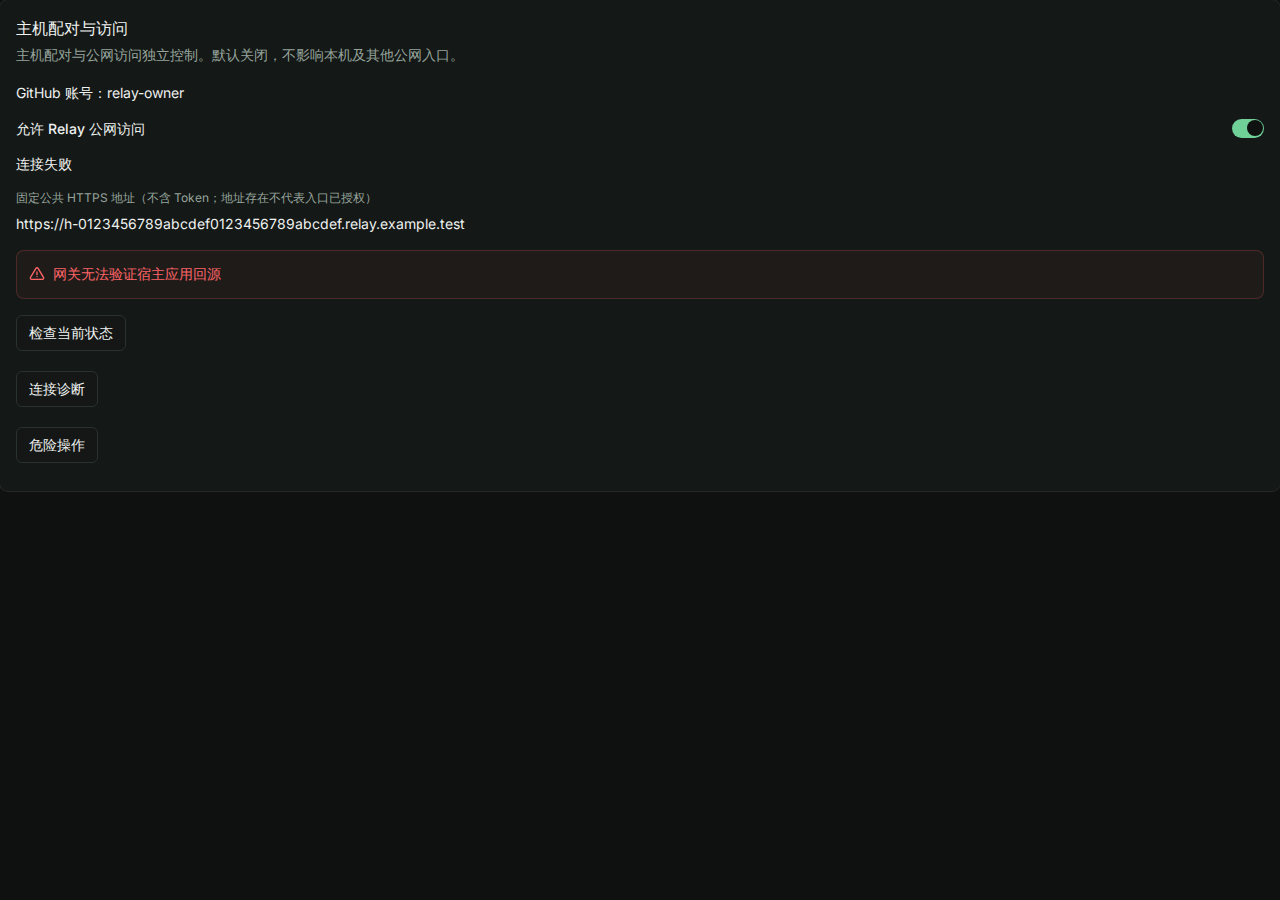 主机配对与访问
主机配对与公网访问独立控制。默认关闭，不影响本机及其他公网入口。
GitHub 账号：relay-owner
允许 Relay 公网访问
连接失败
固定公共 HTTPS 地址（不含 Token；地址存在不代表入口已授权）
https://h-0123456789abcdef0123456789abcdef.relay.example.test
网关无法验证宿主应用回源
检查当前状态
连接诊断
危险操作